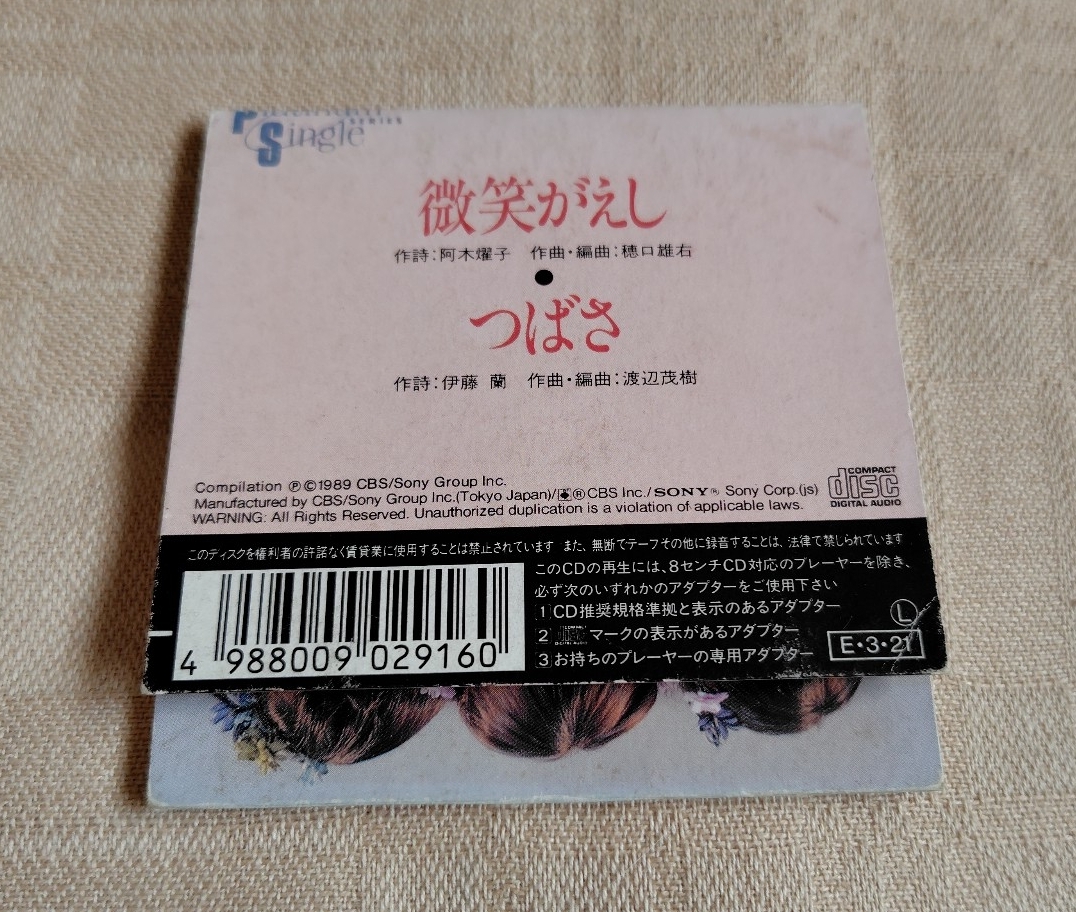 SERIES
Single
微笑がえし
作詩:阿木燿子 作曲・編曲:穂口雄右
●
つばさ
作詩:伊藤 蘭 作曲・編曲:渡辺茂樹
Compilation ℗©1989 CBS/Sony Group Inc.
Manufactured by CBS/Sony Group Inc.(Tokyo Japan)/®CBS Inc./SONY® Sony Corp.(js)
WARNING: All Rights Reserved. Unauthorized duplication is a violation of applicable laws.
COMPACT
disc
DIGITAL AUDIO
このディスクを権利者の許諾なく賃貸業に使用することは禁止されています また、無断でテープその他に録音することは、法律で禁じられています
このCDの再生には、8センチCD対応のプレーヤーを除き、
必ず次のいずれかのアダプターをご使用下さい
1 CD推奨規格準拠と表示のあるアダプター
2 COMPACT disc DIGITAL AUDIO マークの表示があるアダプター
3 お持ちのプレーヤーの専用アダプター
L
E・3・21
4 988009 029160